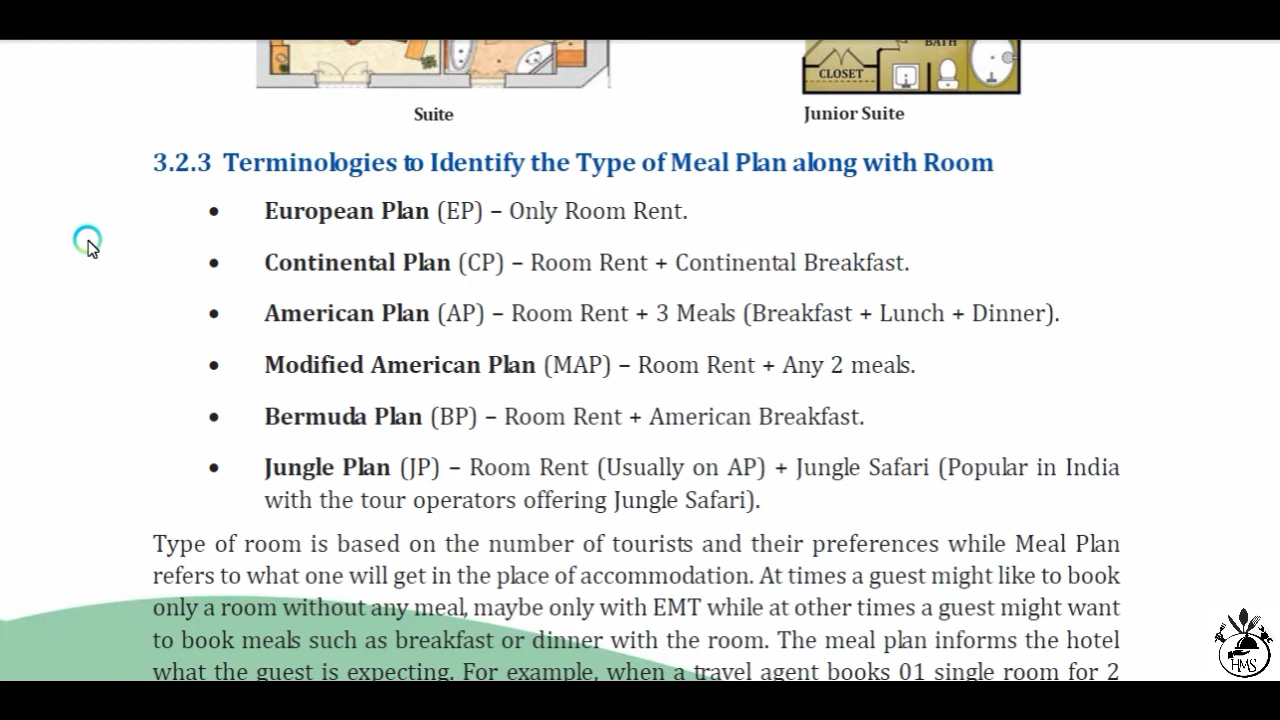 BATH
CLOSET
Suite
Junior Suite
3.2.3 Terminologies to Identify the Type of Meal Plan along with Room
• European Plan (EP) – Only Room Rent.
• Continental Plan (CP) – Room Rent + Continental Breakfast.
• American Plan (AP) – Room Rent + 3 Meals (Breakfast + Lunch + Dinner).
• Modified American Plan (MAP) – Room Rent + Any 2 meals.
• Bermuda Plan (BP) – Room Rent + American Breakfast.
• Jungle Plan (JP) – Room Rent (Usually on AP) + Jungle Safari (Popular in India
with the tour operators offering Jungle Safari).
Type of room is based on the number of tourists and their preferences while Meal Plan
refers to what one will get in the place of accommodation. At times a guest might like to book
only a room without any meal, maybe only with EMT while at other times a guest might want
to book meals such as breakfast or dinner with the room. The meal plan informs the hotel
what the guest is expecting. For example, when a travel agent books 01 single room for 2
HMS